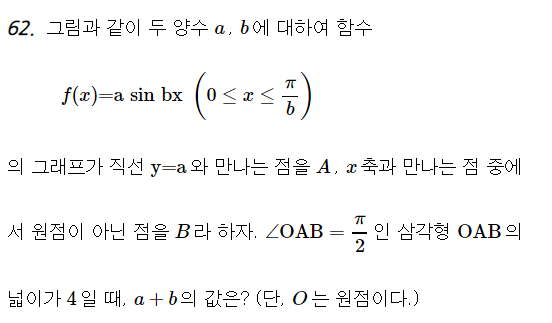 62. 그림과 같이 두 양수 a, b에 대하여 함수
f(x)=a sin bx (0 ≤ x ≤ π/b)
의 그래프가 직선 y=a와 만나는 점을 A, x축과 만나는 점 중에
서 원점이 아닌 점을 B라 하자. ∠OAB = π/2 인 삼각형 OAB의
넓이가 4일 때, a+b의 값은? (단, O는 원점이다.)